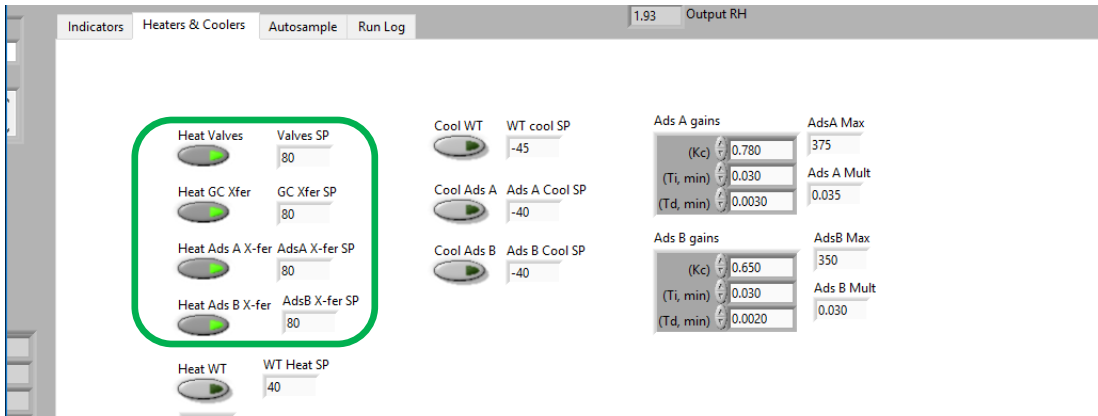 1.93 Output RH
Indicators Heaters & Coolers Autosample Run Log
Heat Valves Valves SP
80
Heat GC Xfer GC Xfer SP
80
Heat Ads A X-fer AdsA X-fer SP
80
Heat Ads B X-fer AdsB X-fer SP
80
Heat WT WT Heat SP
40
Cool WT WT cool SP
-45
Cool Ads A Ads A Cool SP
-40
Cool Ads B Ads B Cool SP
-40
Ads A gains
(Kc) 0.780
(Ti, min) 0.030
(Td, min) 0.0030
AdsA Max
375
Ads A Mult
0.035
Ads B gains
(Kc) 0.650
(Ti, min) 0.030
(Td, min) 0.0020
AdsB Max
350
Ads B Mult
0.030